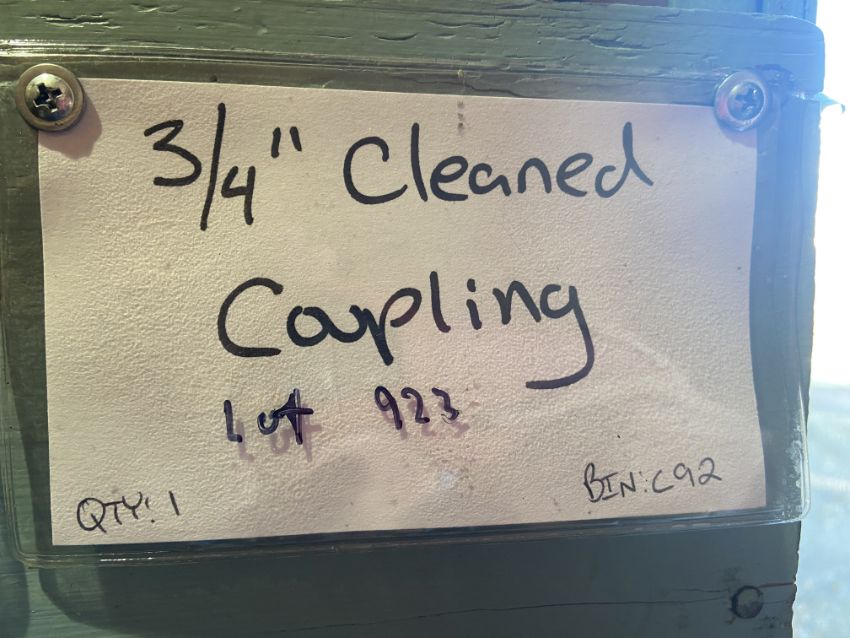 3/4" Cleaned
Coupling
Lot 923
QTY: 1
BIN: C92